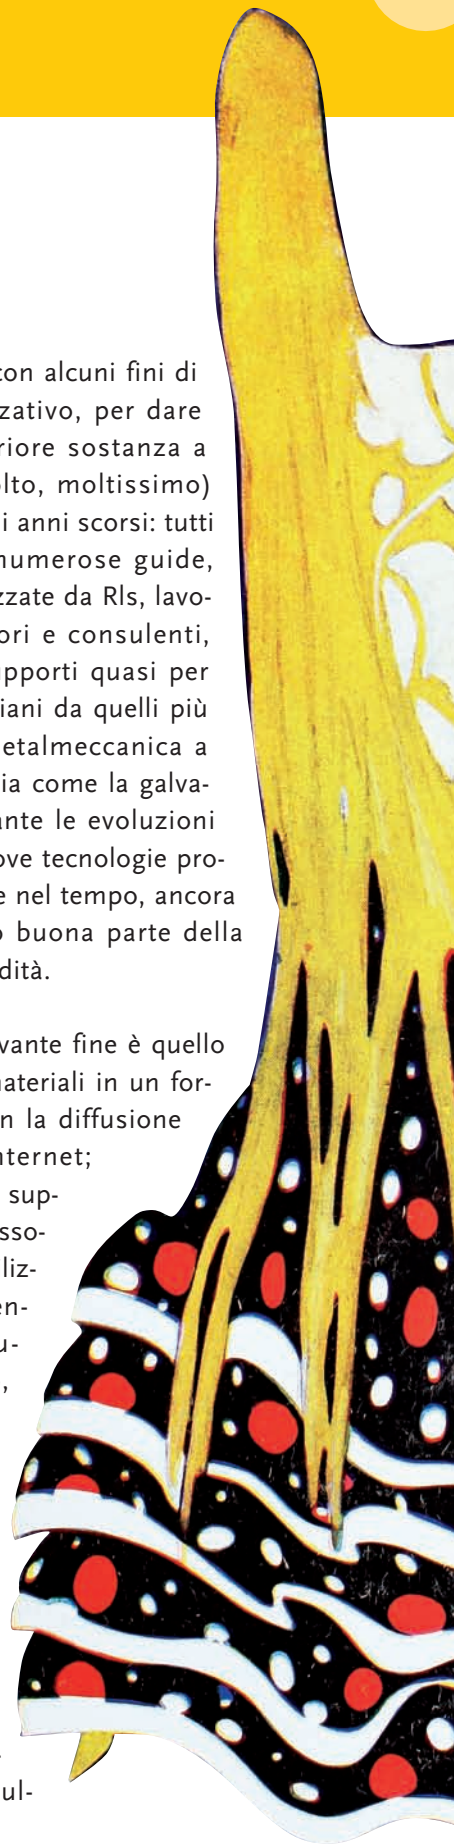 con alcuni fini di
zativo, per dare
riore sostanza a
lto, moltissimo)
i anni scorsi: tutti
numerose guide,
zzate da Rls, lavo-
ori e consulenti,
upporti quasi per
iani da quelli più
etalmeccanica a
ia come la galva-
ante le evoluzioni
ove tecnologie pro-
e nel tempo, ancora
o buona parte della
dità.
vante fine è quello
nateriali in un for-
n la diffusione
nternet;
sup-
sso-
liz-
en-
u-
,
ul-